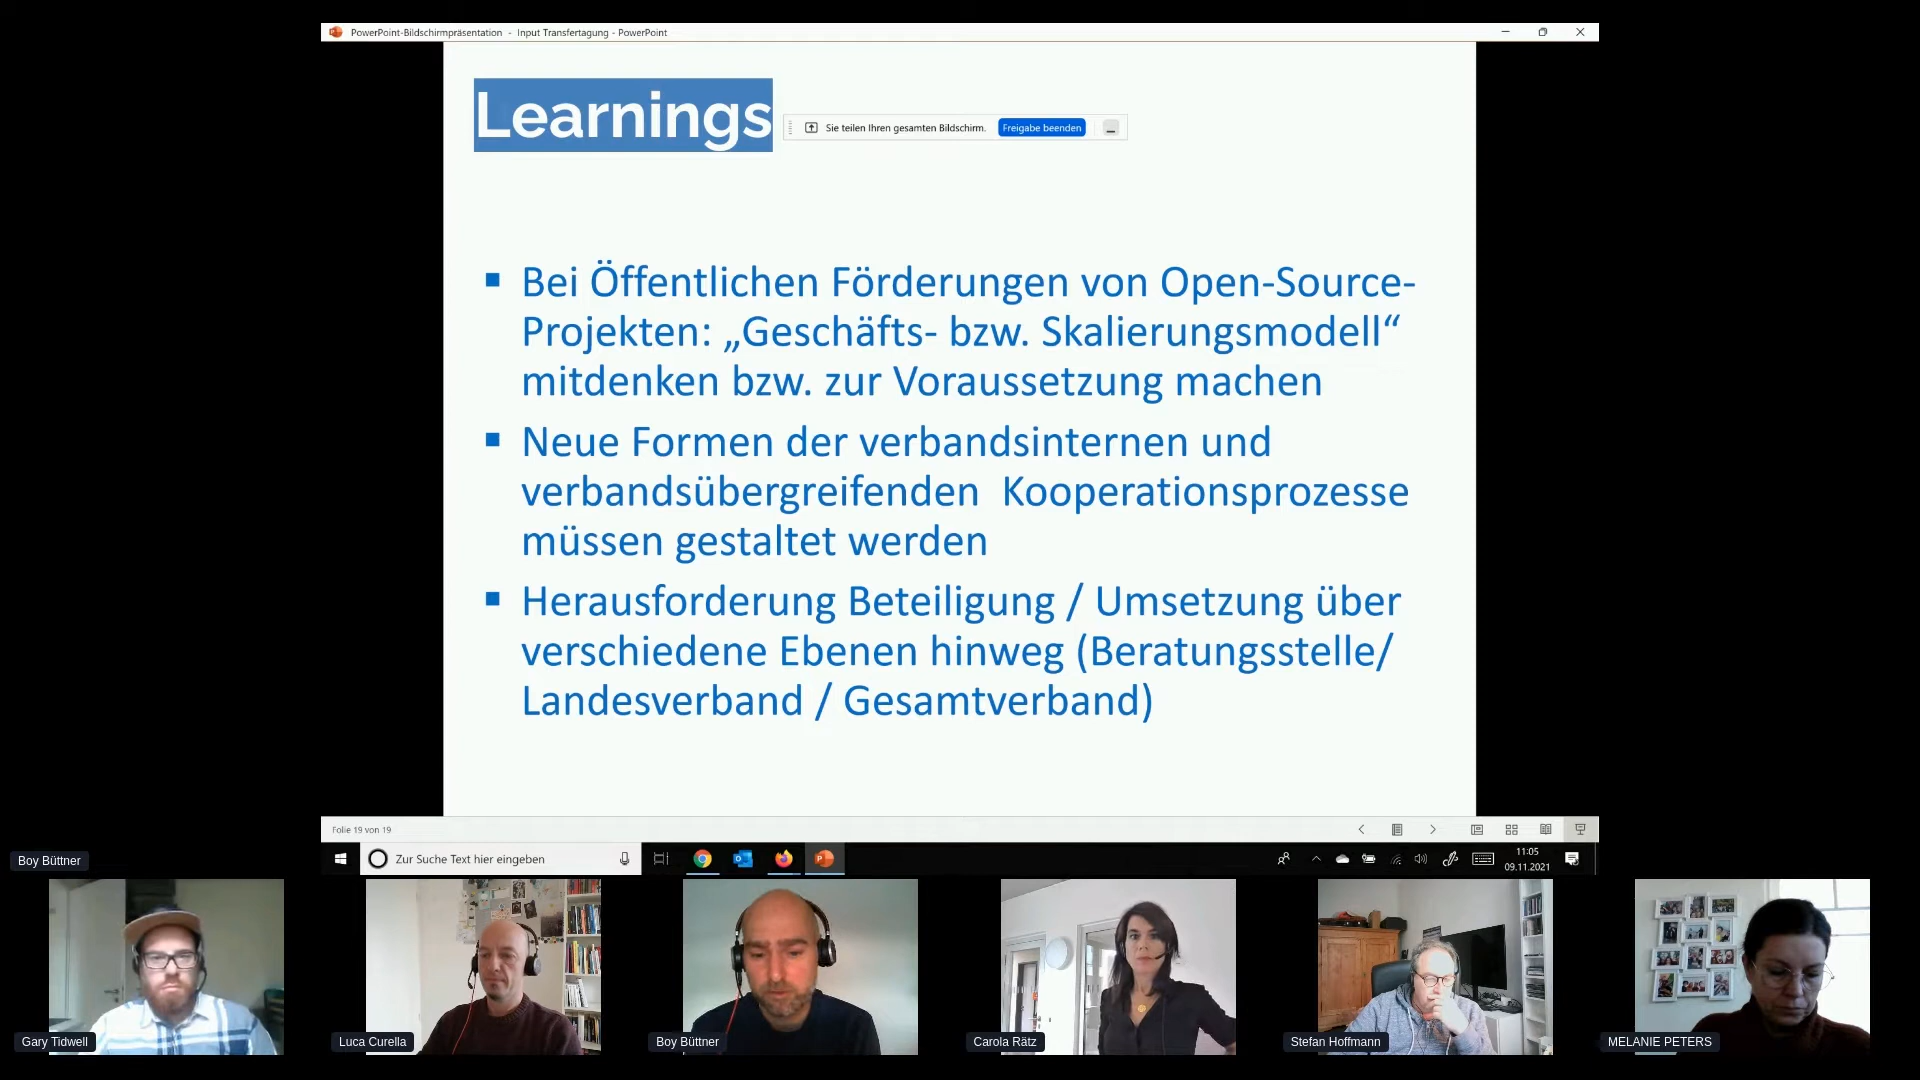 PowerPoint-Bildschirmpräsentation - Input Transfertagung - PowerPoint
Learnings
Sie teilen Ihren gesamten Bildschirm. Freigabe beenden
Bei Öffentlichen Förderungen von Open-Source-
Projekten: „Geschäfts- bzw. Skalierungsmodell“
mitdenken bzw. zur Voraussetzung machen
Neue Formen der verbandsinternen und
verbandsübergreifenden Kooperationsprozesse
müssen gestaltet werden
Herausforderung Beteiligung / Umsetzung über
verschiedene Ebenen hinweg (Beratungsstelle/
Landesverband / Gesamtverband)
Folie 19 von 19
Zur Suche Text hier eingeben
11:05
09.11.2021
Boy Büttner
Gary Tidwell
Luca Curella
Boy Büttner
Carola Rätz
Stefan Hoffmann
MELANIE PETERS